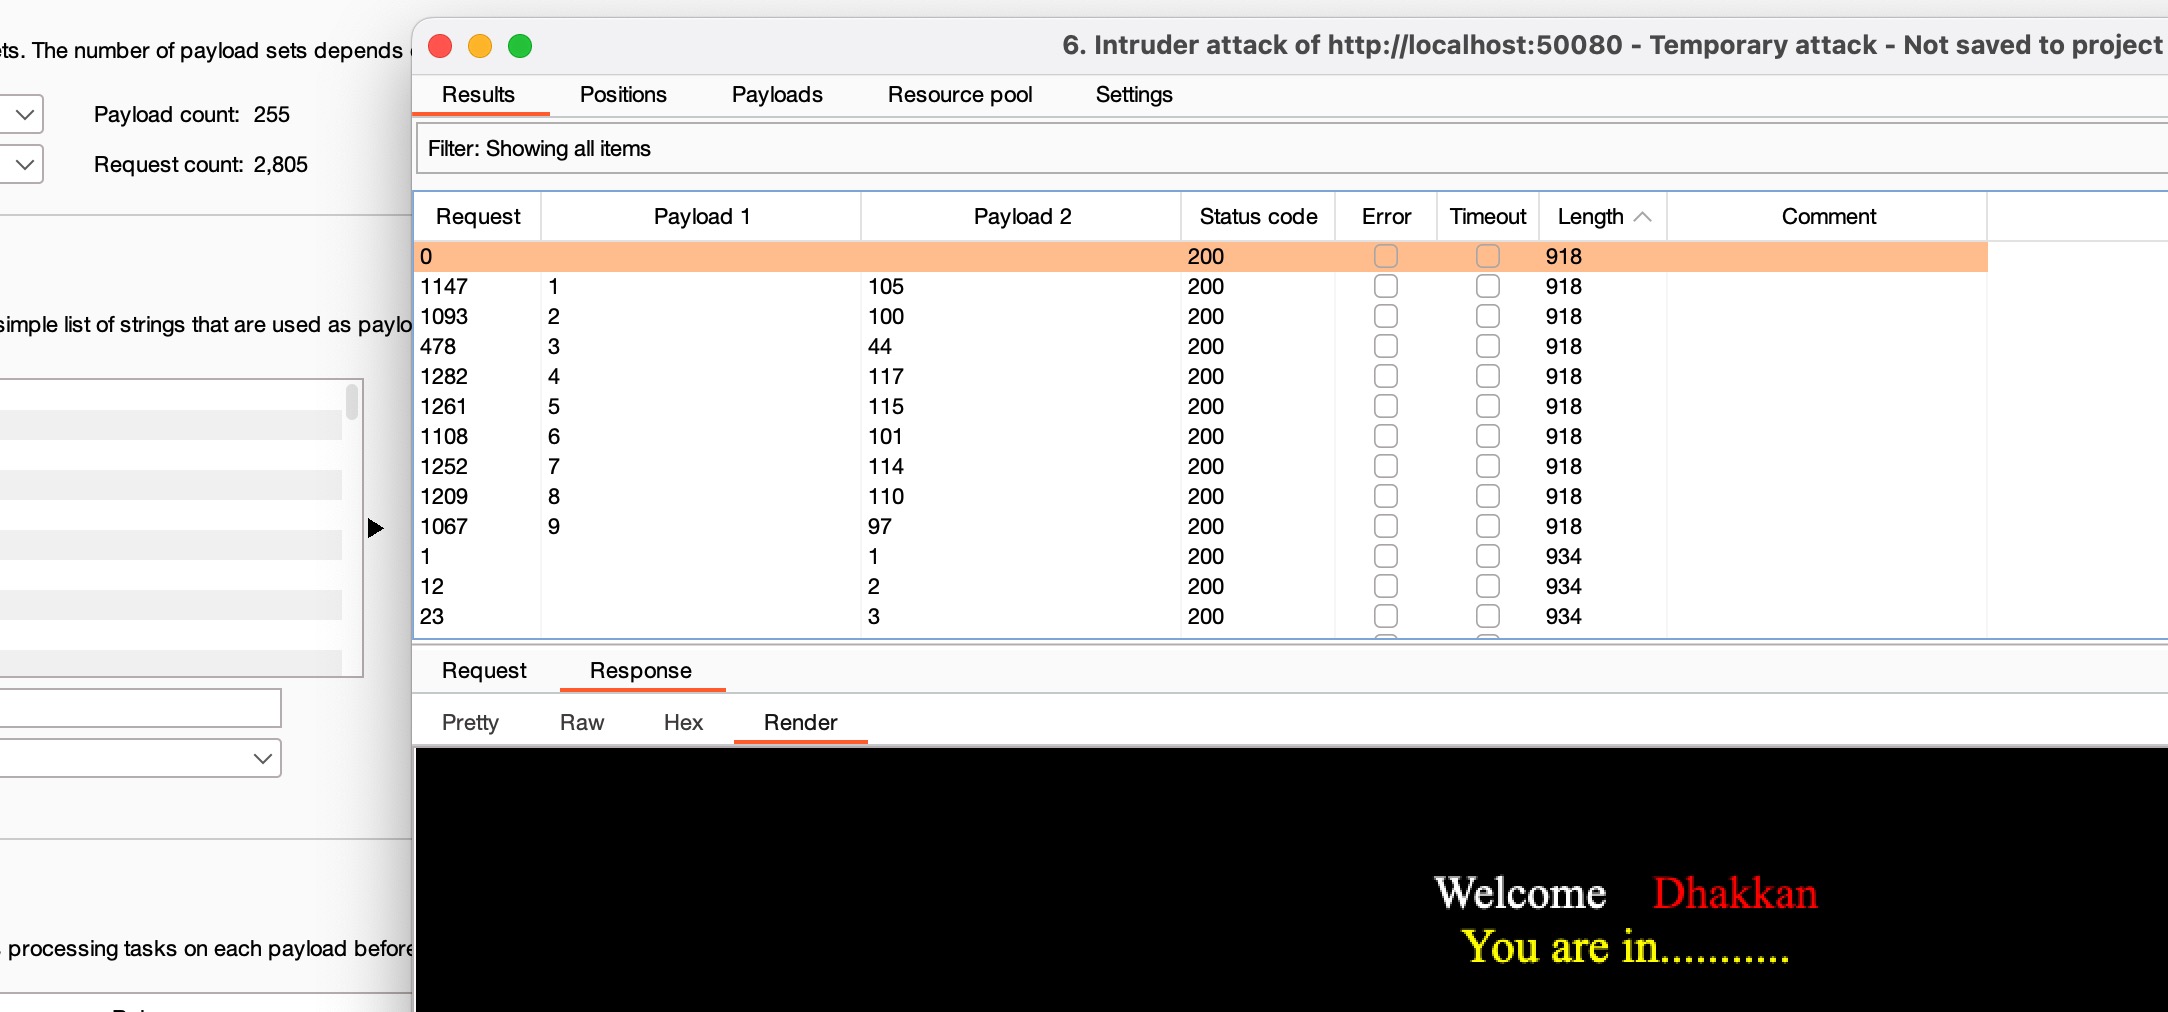 ets. The number of payload sets depends
Payload count: 255
Request count: 2,805
simple list of strings that are used as paylo
processing tasks on each payload before
6. Intruder attack of http://localhost:50080 - Temporary attack - Not saved to project
Results Positions Payloads Resource pool Settings
Filter: Showing all items
Request Payload 1 Payload 2 Status code Error Timeout Length Comment
0 200 918
1147 1 105 200 918
1093 2 100 200 918
478 3 44 200 918
1282 4 117 200 918
1261 5 115 200 918
1108 6 101 200 918
1252 7 114 200 918
1209 8 110 200 918
1067 9 97 200 918
1 1 200 934
12 2 200 934
23 3 200 934
Request Response
Pretty Raw Hex Render
Welcome Dhakkan
You are in...........